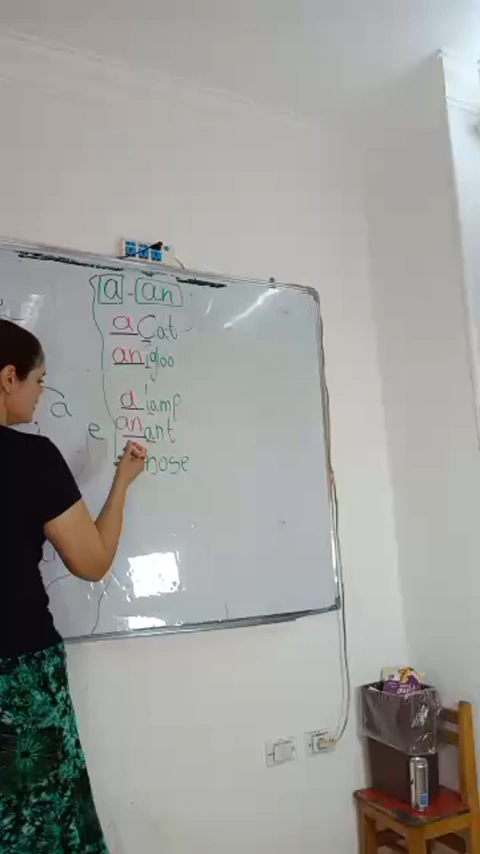 a - an
a Cat
an igloo
a lamp
an ant
nose
a
e